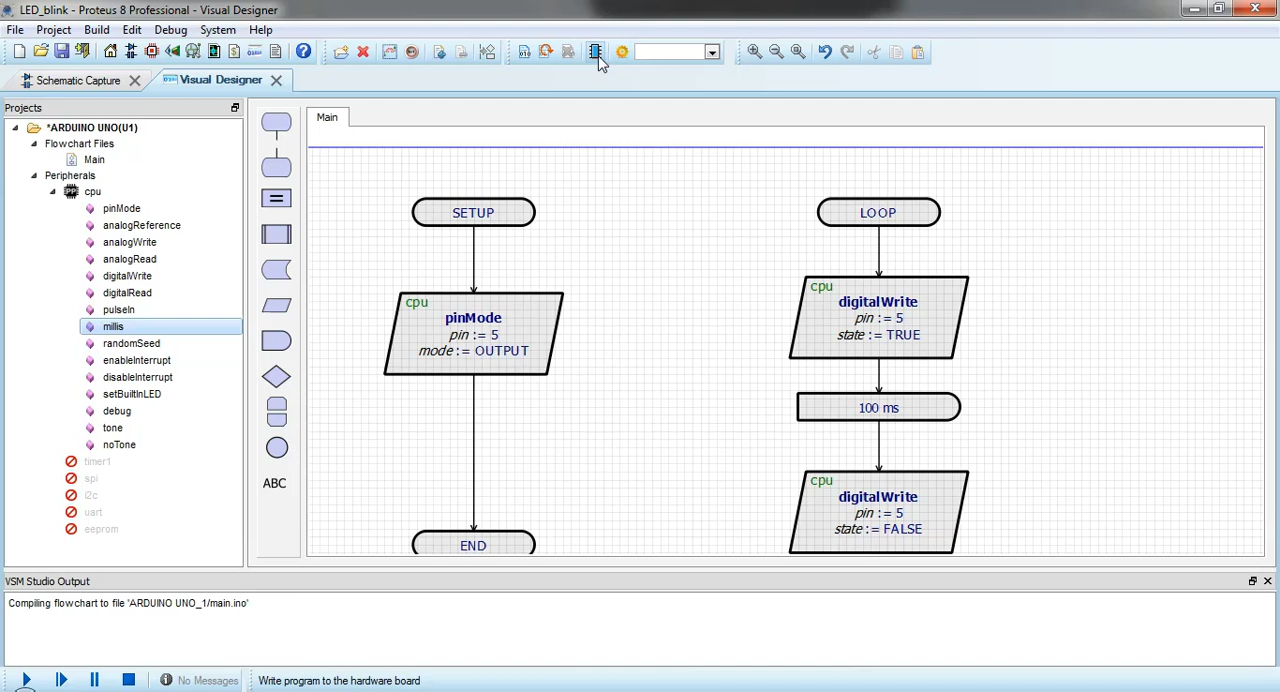 LED_blink - Proteus 8 Professional - Visual Designer
File Project Build Edit Debug System Help
Schematic Capture
Visual Designer
Projects
*ARDUINO UNO(U1)
Flowchart Files
Main
Peripherals
cpu
pinMode
analogReference
analogWrite
analogRead
digitalWrite
digitalRead
pulseIn
millis
randomSeed
enableInterrupt
disableInterrupt
setBuiltInLED
debug
tone
noTone
timer1
spi
i2c
uart
eeprom
ABC
Main
SETUP
cpu
pinMode
pin := 5
mode := OUTPUT
END
LOOP
cpu
digitalWrite
pin := 5
state := TRUE
100 ms
cpu
digitalWrite
pin := 5
state := FALSE
VSM Studio Output
Compiling flowchart to file 'ARDUINO UNO_1/main.ino'
No Messages
Write program to the hardware board